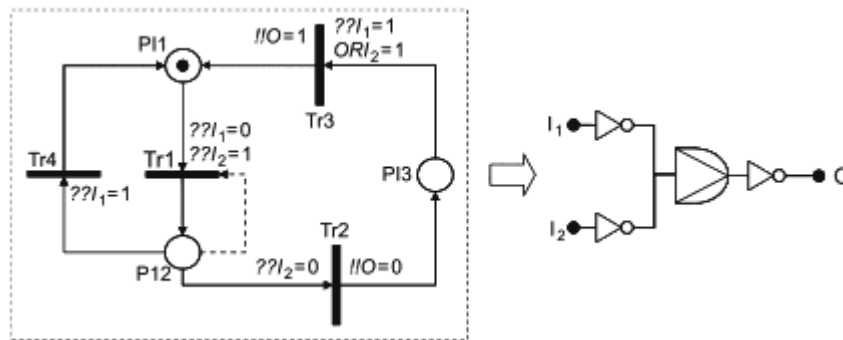 PI1
!!O=1
??I₁=1
ORI₂=1
Tr3
??I₁=0
??I₂=1
Tr4
Tr1
??I₁=1
PI3
P12
Tr2
??I₂=0
!!O=0
I₁
I₂
O